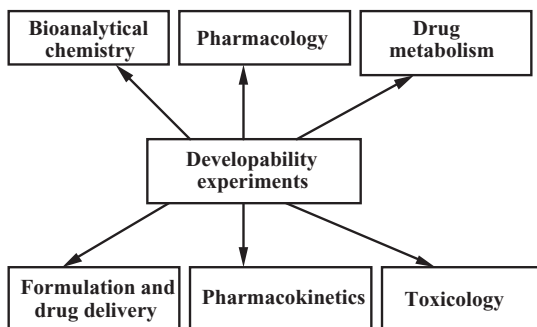 Bioanalytical
chemistry
Pharmacology
Drug
metabolism
Developability
experiments
Formulation and
drug delivery
Pharmacokinetics
Toxicology